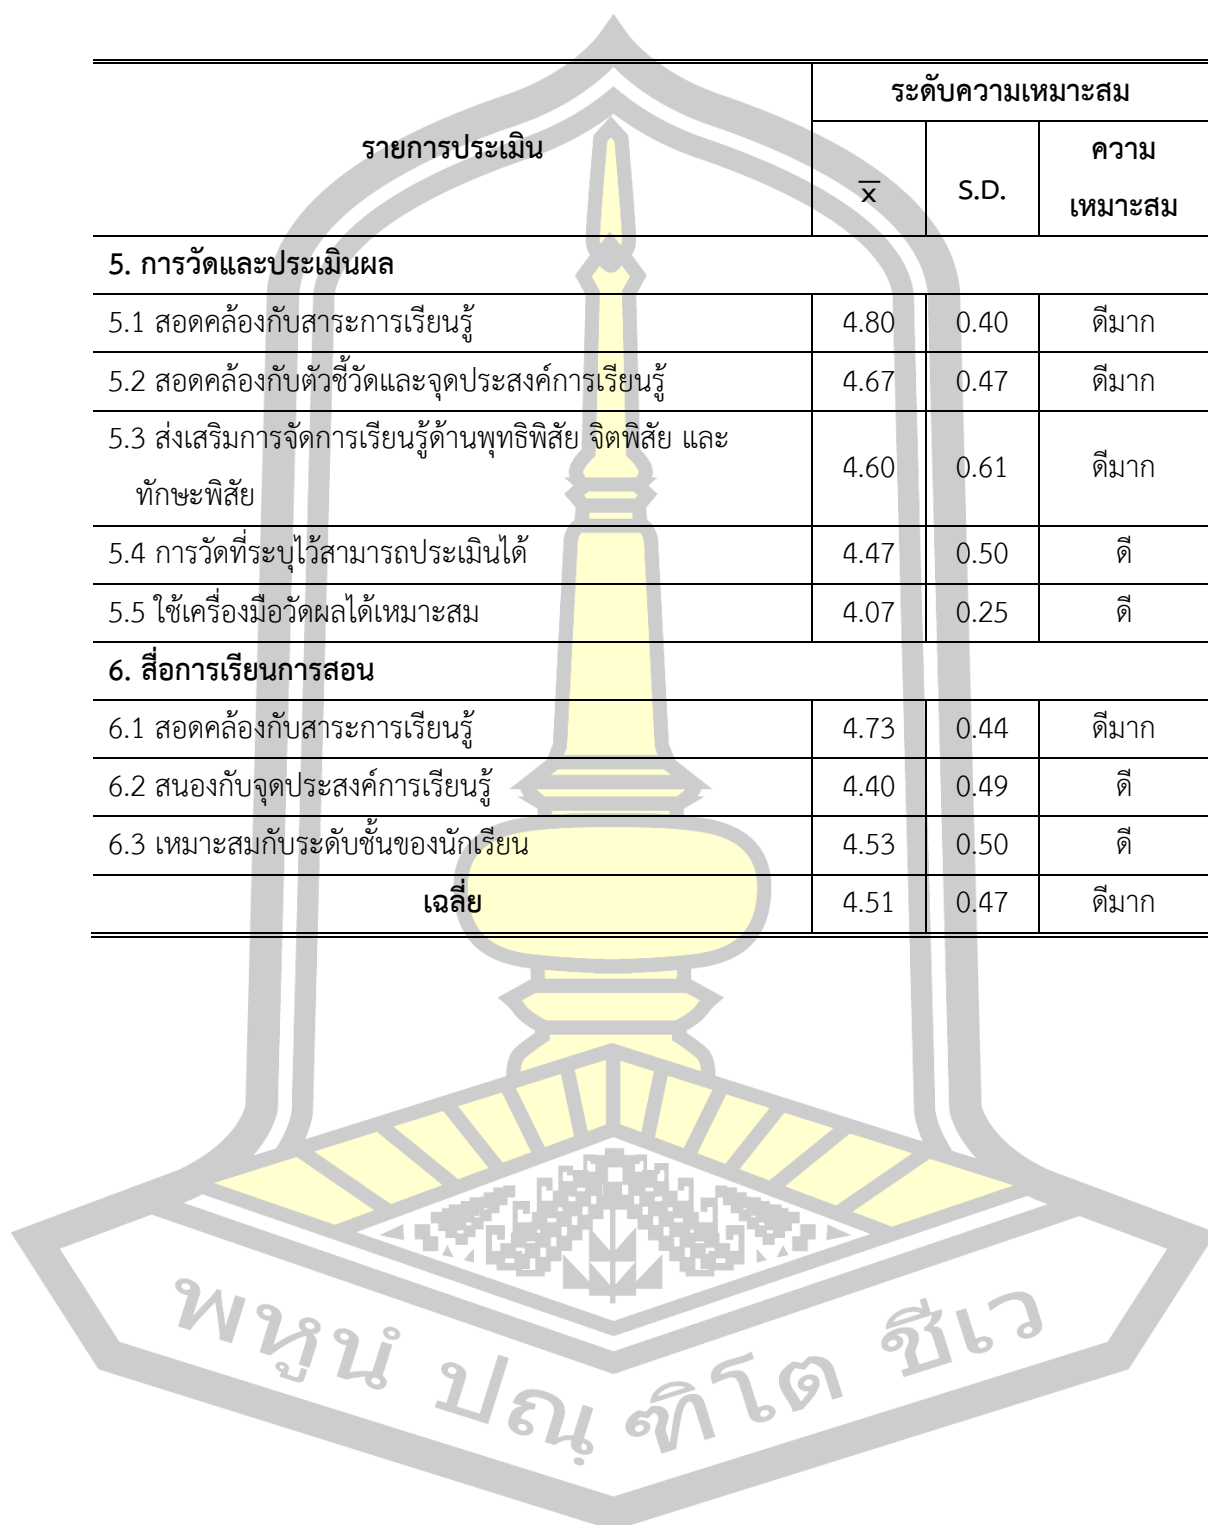 รายการประเมิน ระดับความเหมาะสม
x̅ S.D. ความ
เหมาะสม
5. การวัดและประเมินผล
5.1 สอดคล้องกับสาระการเรียนรู้ 4.80 0.40 ดีมาก
5.2 สอดคล้องกับตัวชี้วัดและจุดประสงค์การเรียนรู้ 4.67 0.47 ดีมาก
5.3 ส่งเสริมการจัดการเรียนรู้ด้านพุทธิพิสัย จิตพิสัย และ
ทักษะพิสัย 4.60 0.61 ดีมาก
5.4 การวัดที่ระบุไว้สามารถประเมินได้ 4.47 0.50 ดี
5.5 ใช้เครื่องมือวัดผลได้เหมาะสม 4.07 0.25 ดี
6. สื่อการเรียนการสอน
6.1 สอดคล้องกับสาระการเรียนรู้ 4.73 0.44 ดีมาก
6.2 สนองกับจุดประสงค์การเรียนรู้ 4.40 0.49 ดี
6.3 เหมาะสมกับระดับชั้นของนักเรียน 4.53 0.50 ดี
เฉลี่ย 4.51 0.47 ดีมาก
พหูนํ ปณฺ ฑิโต ชีเว